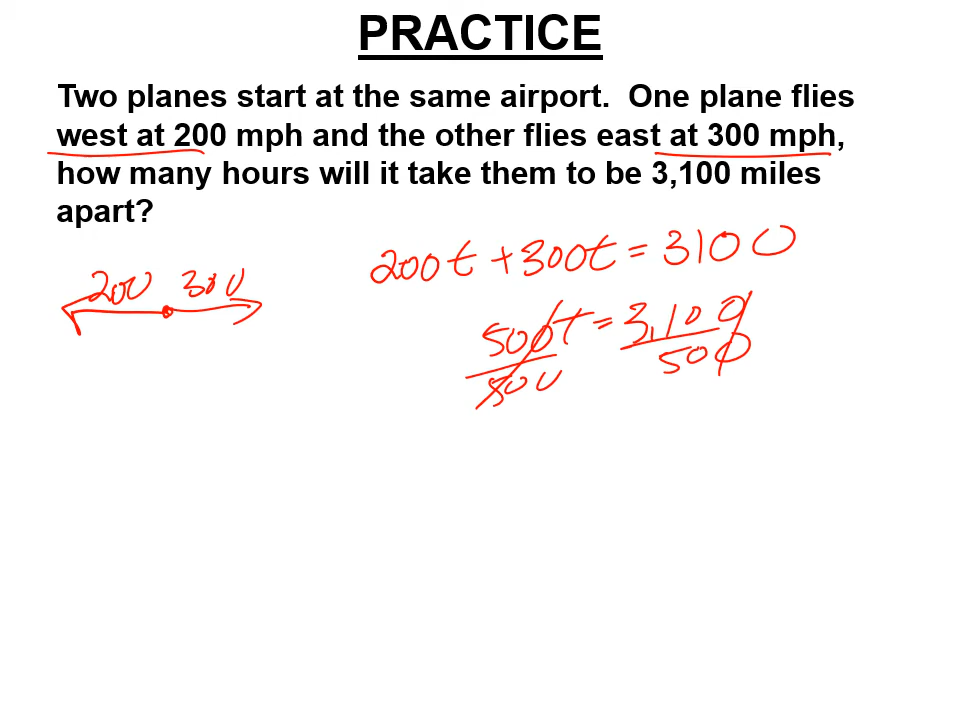 PRACTICE
Two planes start at the same airport. One plane flies
west at 200 mph and the other flies east at 300 mph,
how many hours will it take them to be 3,100 miles
apart?
200t + 300t = 3100
200 300
500t = 3,100
500 500